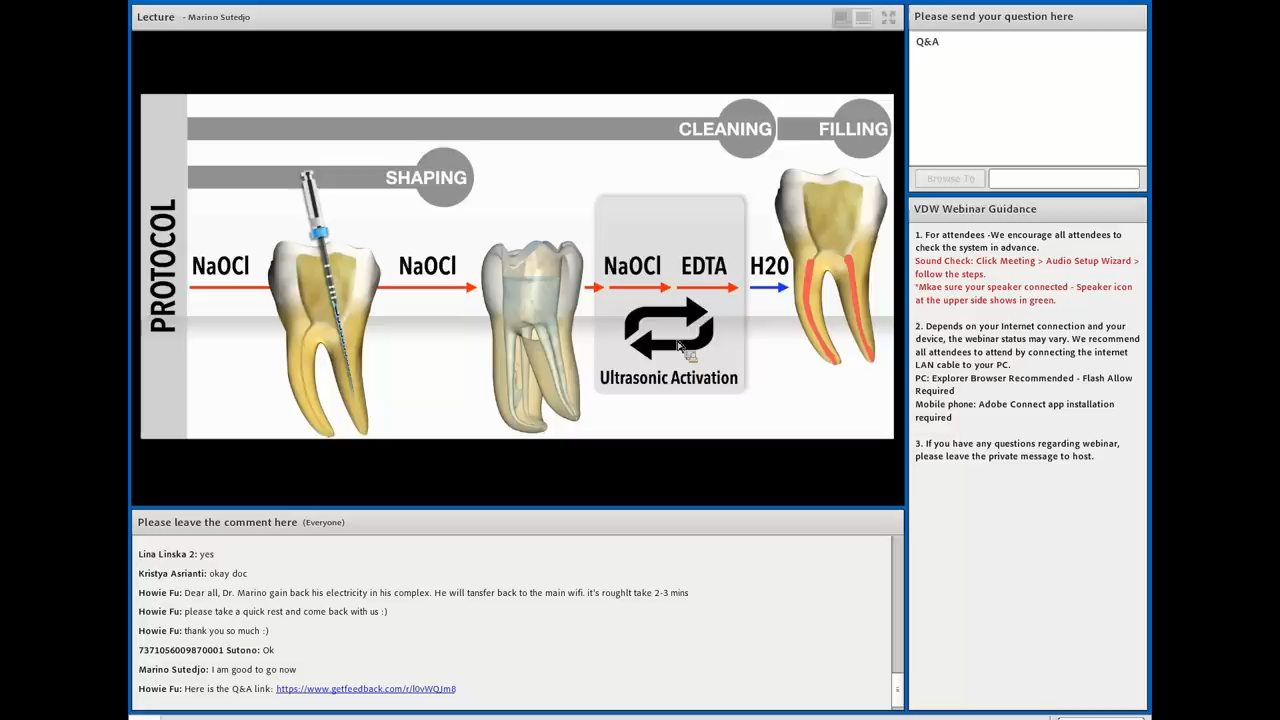 Lecture - Marino Sutedjo
PROTOCOL
CLEANING
FILLING
SHAPING
NaOCl
NaOCl
NaOCl
EDTA
H20
Ultrasonic Activation
Please leave the comment here (Everyone)
Lina Linska 2: yes
Kristya Asrianti: okay doc
Howie Fu: Dear all, Dr. Marino gain back his electricity in his complex. He will tansfer back to the main wifi. it's roughlt take 2-3 mins
Howie Fu: please take a quick rest and come back with us :)
Howie Fu: thank you so much :)
7371056009870001 Sutono: Ok
Marino Sutedjo: I am good to go now
Howie Fu: Here is the Q&A link: https://www.getfeedback.com/r/l0vWQJm8
Please send your question here
Q&A
Browse To
VDW Webinar Guidance
1. For attendees -We encourage all attendees to
check the system in advance.
Sound Check: Click Meeting > Audio Setup Wizard >
follow the steps.
*Mkae sure your speaker connected - Speaker icon
at the upper side shows in green.
2. Depends on your Internet connection and your
device, the webinar status may vary. We recommend
all attendees to attend by connecting the internet
LAN cable to your PC.
PC: Explorer Browser Recommended - Flash Allow
Required
Mobile phone: Adobe Connect app installation
required
3. If you have any questions regarding webinar,
please leave the private message to host.